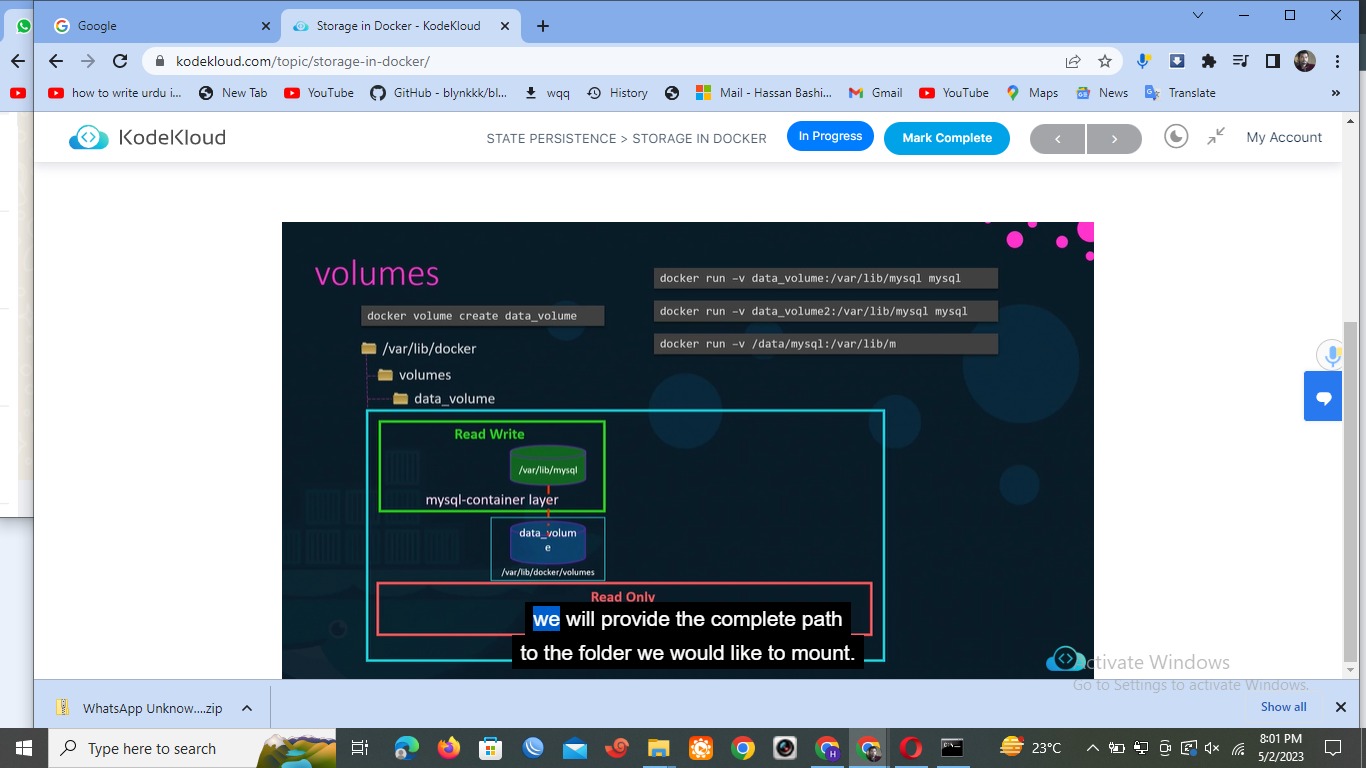 Google
Storage in Docker - KodeKloud
kodekloud.com/topic/storage-in-docker/
how to write urdu i...
New Tab
YouTube
GitHub - blynkkk/bl...
wqq
History
Mail - Hassan Bashi...
Gmail
YouTube
Maps
News
Translate
»
KodeKloud
STATE PERSISTENCE > STORAGE IN DOCKER
In Progress
Mark Complete
My Account
volumes
docker volume create data_volume
docker run -v data_volume:/var/lib/mysql mysql
docker run -v data_volume2:/var/lib/mysql mysql
docker run -v /data/mysql:/var/lib/m
/var/lib/docker
volumes
data_volume
Read Write
/var/lib/mysql
mysql-container layer
data_volum
e
/var/lib/docker/volumes
Read Only
we will provide the complete path
to the folder we would like to mount.
Activate Windows
Go to Settings to activate Windows.
WhatsApp Unknow....zip
Show all
Type here to search
23°C
8:01 PM
5/2/2023